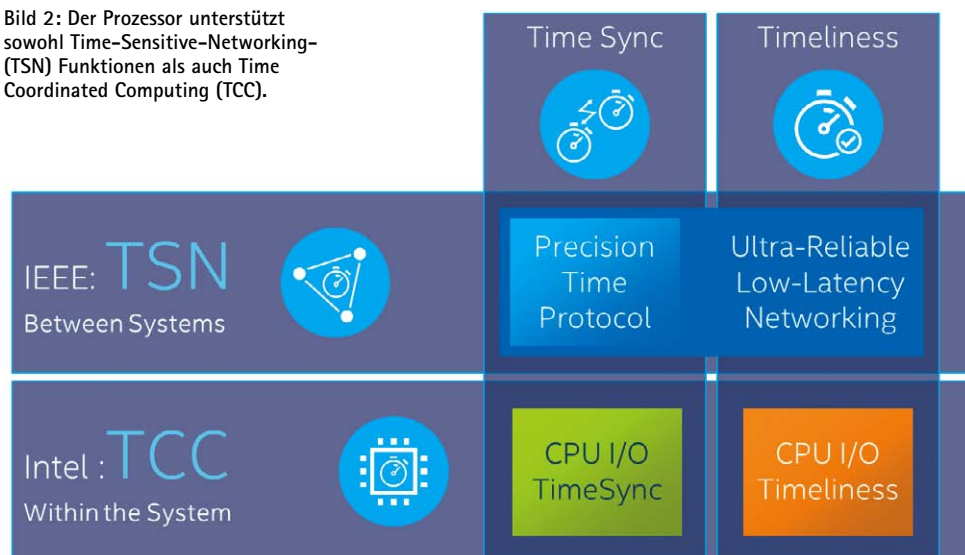 Bild 2: Der Prozessor unterstützt
sowohl Time-Sensitive-Networking-
(TSN) Funktionen als auch Time
Coordinated Computing (TCC).
Time Sync
Timeliness
IEEE: TSN
Between Systems
Precision
Time
Protocol
Ultra-Reliable
Low-Latency
Networking
Intel : TCC
Within the System
CPU I/O
TimeSync
CPU I/O
Timeliness